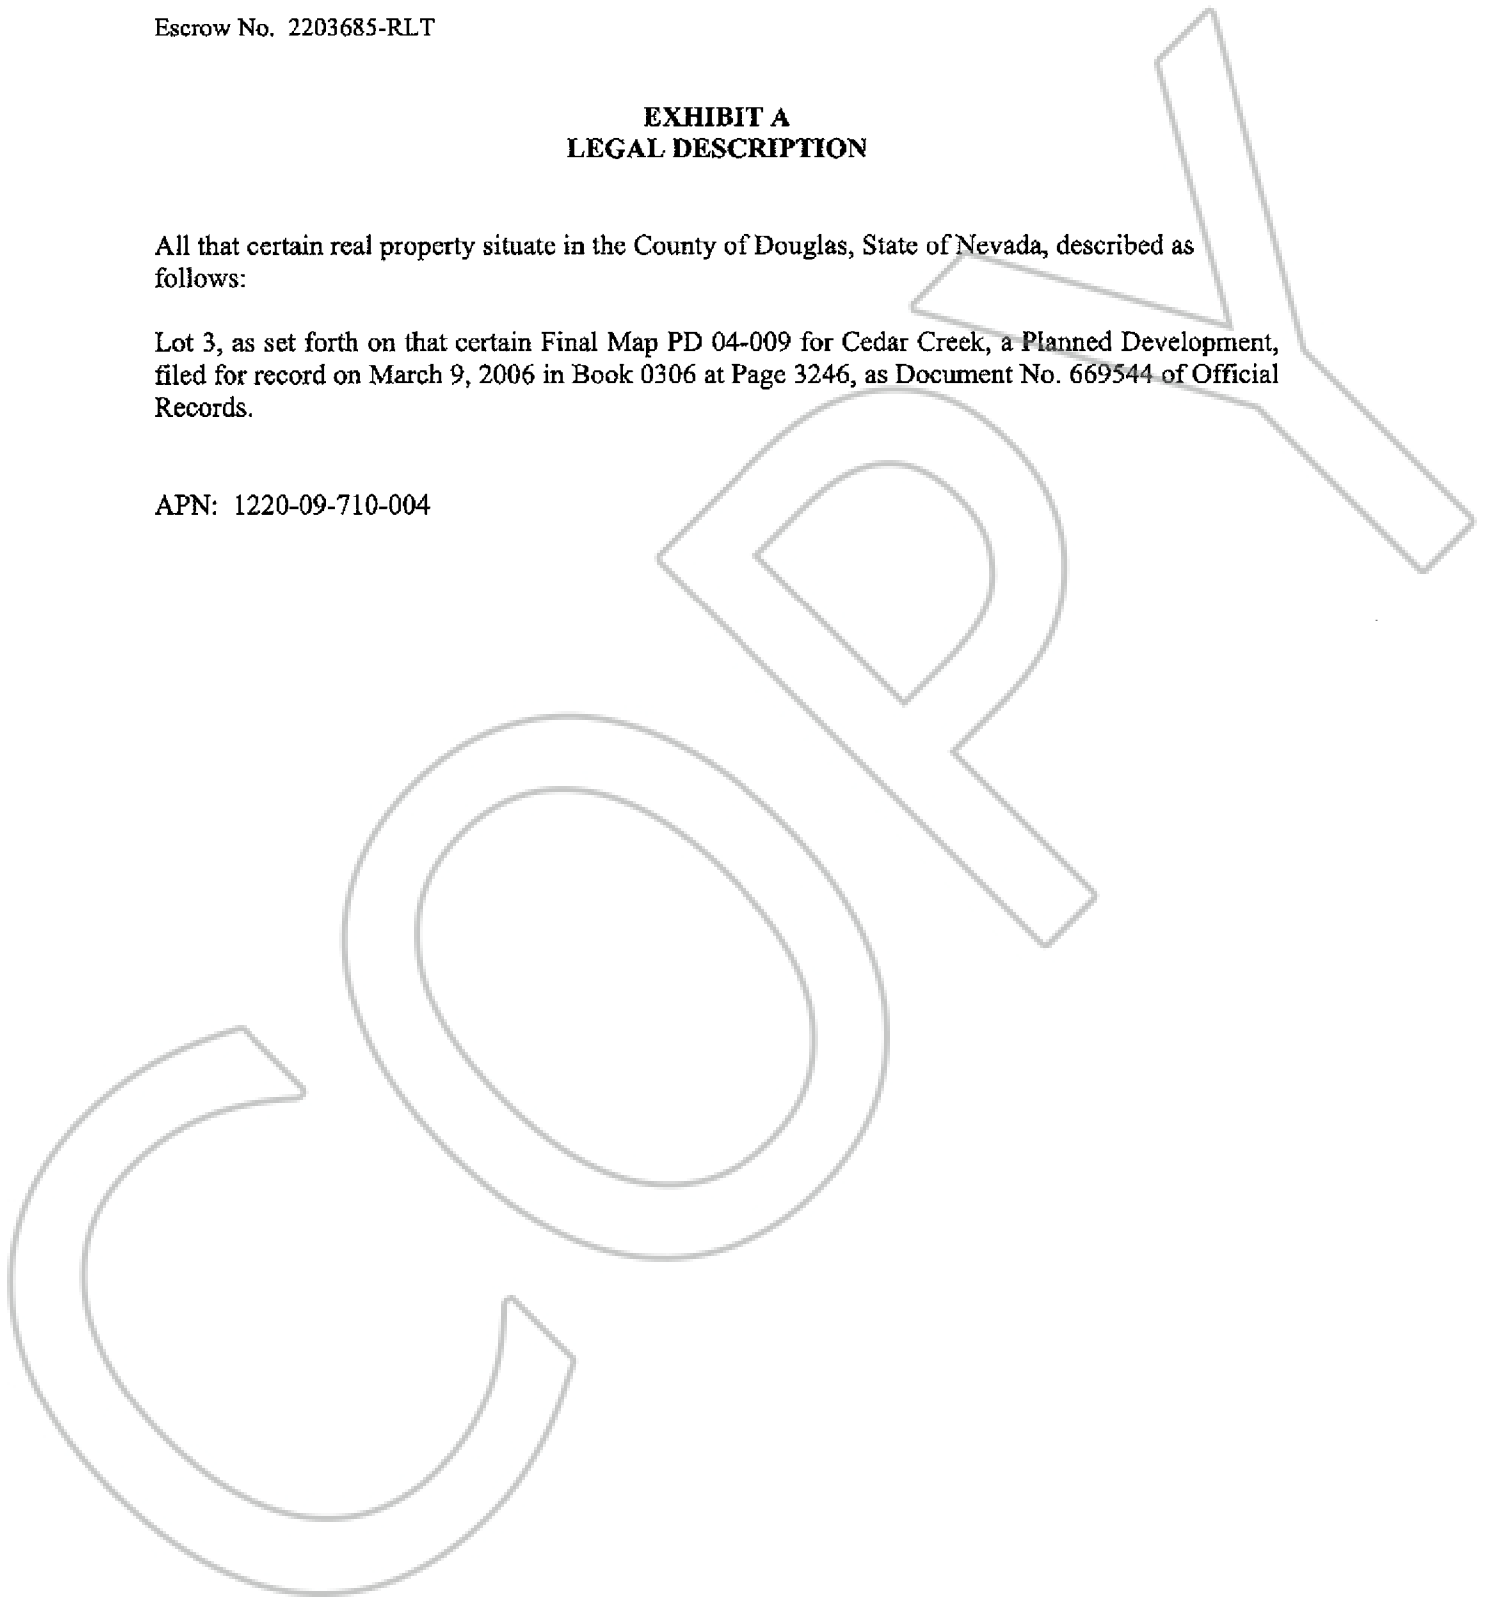 Escrow No. 2203685-RLT
EXHIBIT A
LEGAL DESCRIPTION
All that certain real property situate in the County of Douglas, State of Nevada, described as
follows:
Lot 3, as set forth on that certain Final Map PD 04-009 for Cedar Creek, a Planned Development,
filed for record on March 9, 2006 in Book 0306 at Page 3246, as Document No. 669544 of Official
Records.
APN: 1220-09-710-004
COPY